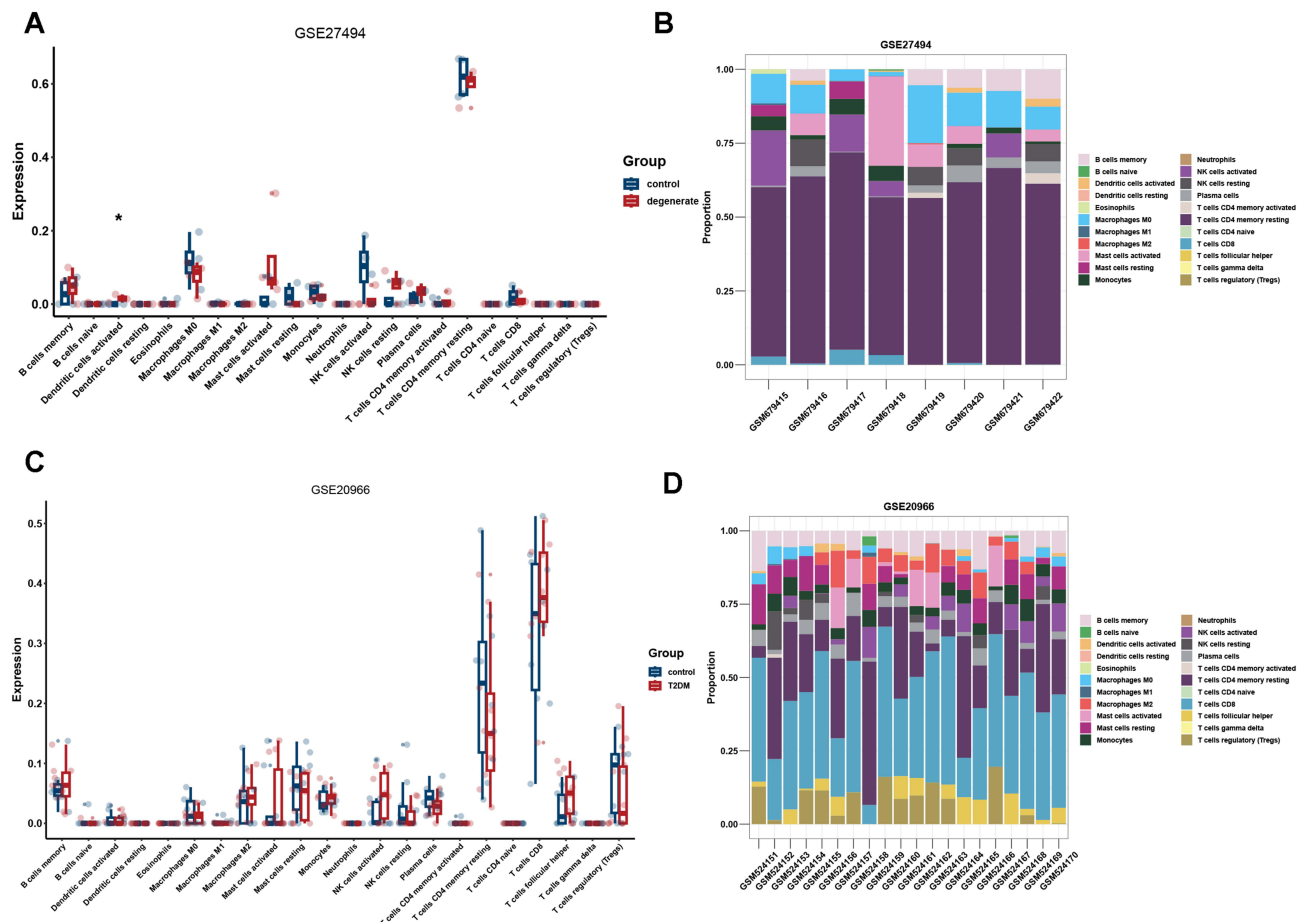 A
GSE27494
Expression
0.6
0.4
0.2
0.0
*
Group
control
degenerate
B cells memory
B cells naive
Dendritic cells activated
Dendritic cells resting
Eosinophils
Macrophages M0
Macrophages M1
Macrophages M2
Mast cells activated
Mast cells resting
Monocytes
Neutrophils
NK cells activated
NK cells resting
Plasma cells
T cells CD4 memory activated
T cells CD4 memory resting
T cells CD4 naive
T cells CD8
T cells follicular helper
T cells gamma delta
T cells regulatory (Tregs)
B
GSE27494
Proportion
1.00
0.75
0.50
0.25
0.00
GSM679415
GSM679416
GSM679417
GSM679418
GSM679419
GSM679420
GSM679421
GSM679422
B cells memory
B cells naive
Dendritic cells activated
Dendritic cells resting
Eosinophils
Macrophages M0
Macrophages M1
Macrophages M2
Mast cells activated
Mast cells resting
Monocytes
Neutrophils
NK cells activated
NK cells resting
Plasma cells
T cells CD4 memory activated
T cells CD4 memory resting
T cells CD4 naive
T cells CD8
T cells follicular helper
T cells gamma delta
T cells regulatory (Tregs)
C
GSE20966
Expression
0.5
0.4
0.3
0.2
0.1
0.0
Group
control
T2DM
B cells memory
B cells naive
Dendritic cells activated
Dendritic cells resting
Eosinophils
Macrophages M0
Macrophages M1
Macrophages M2
Mast cells activated
Mast cells resting
Monocytes
Neutrophils
NK cells activated
NK cells resting
Plasma cells
T cells CD4 memory activated
T cells CD4 memory resting
T cells CD4 naive
T cells CD8
T cells follicular helper
T cells gamma delta
T cells regulatory (Tregs)
D
GSE20966
Proportion
1.00
0.75
0.50
0.25
0.00
GSM524151
GSM524152
GSM524153
GSM524154
GSM524155
GSM524156
GSM524157
GSM524158
GSM524159
GSM524160
GSM524161
GSM524162
GSM524163
GSM524164
GSM524165
GSM524166
GSM524167
GSM524168
GSM524169
GSM524170
B cells memory
B cells naive
Dendritic cells activated
Dendritic cells resting
Eosinophils
Macrophages M0
Macrophages M1
Macrophages M2
Mast cells activated
Mast cells resting
Monocytes
Neutrophils
NK cells activated
NK cells resting
Plasma cells
T cells CD4 memory activated
T cells CD4 memory resting
T cells CD4 naive
T cells CD8
T cells follicular helper
T cells gamma delta
T cells regulatory (Tregs)